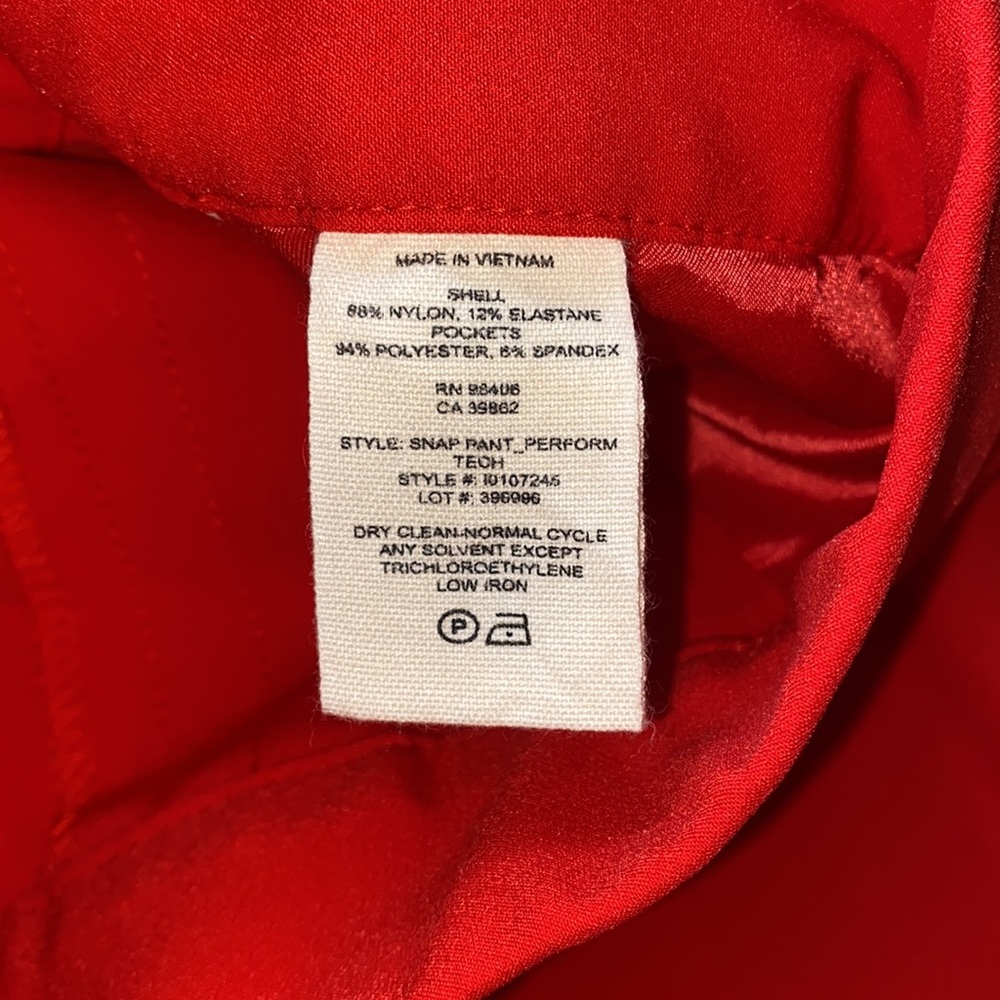 MADE IN VIETNAM
SHELL
88% NYLON, 12% ELASTANE
POCKETS
94% POLYESTER, 6% SPANDEX
RN 98406
CA 39862
STYLE: SNAP PANT_PERFORM
TECH
STYLE #: I0107245
LOT #: 396996
DRY CLEAN-NORMAL CYCLE
ANY SOLVENT EXCEPT
TRICHLOROETHYLENE
LOW IRON
P